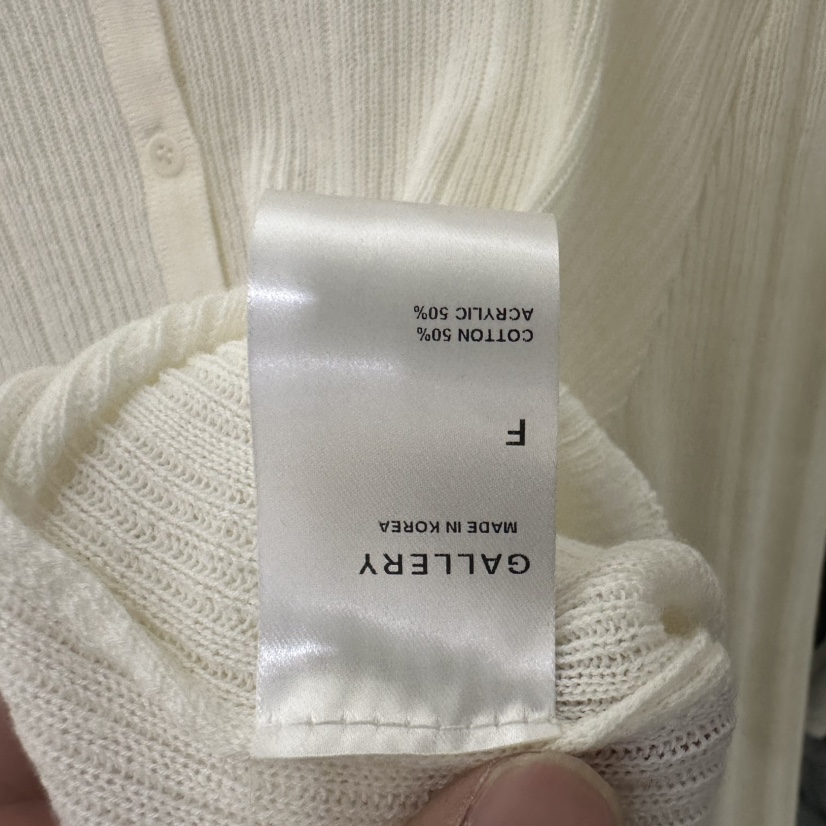 GALLERY
MADE IN KOREA
F
COTTON 50%
ACRYLIC 50%